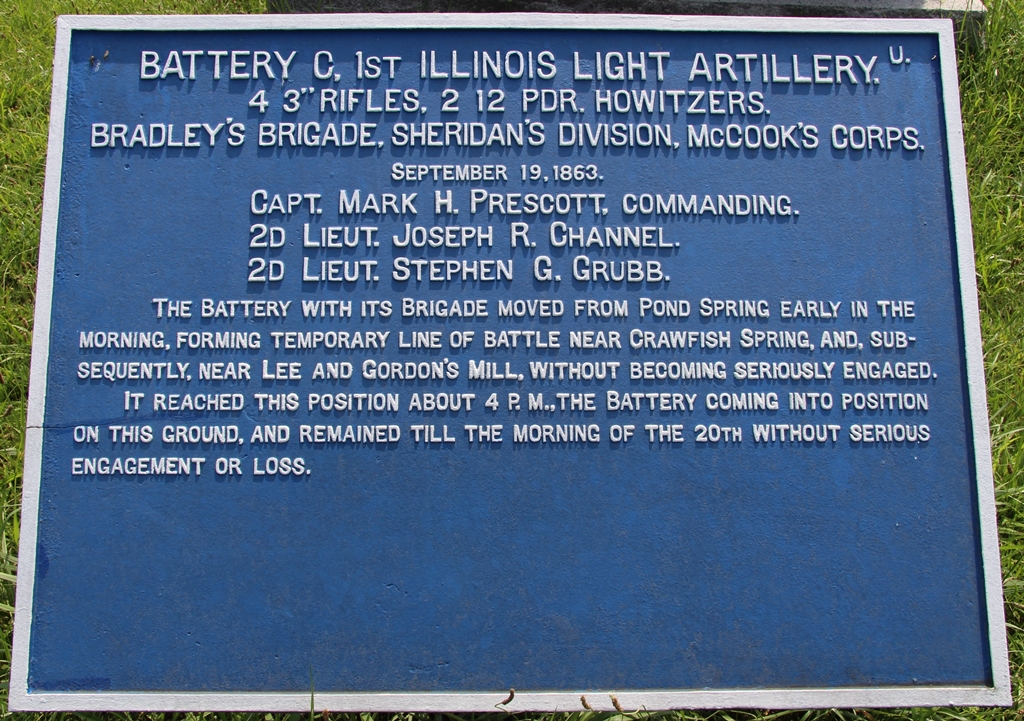 BATTERY C, 1ST ILLINOIS LIGHT ARTILLERY. U.
4 3" RIFLES, 2 12 PDR. HOWITZERS.
BRADLEY'S BRIGADE, SHERIDAN'S DIVISION, McCOOK'S CORPS.
SEPTEMBER 19, 1863.
CAPT. MARK H. PRESCOTT, COMMANDING.
2D LIEUT. JOSEPH R. CHANNEL.
2D LIEUT. STEPHEN G. GRUBB.
THE BATTERY WITH ITS BRIGADE MOVED FROM POND SPRING EARLY IN THE
MORNING, FORMING TEMPORARY LINE OF BATTLE NEAR CRAWFISH SPRING, AND, SUB-
SEQUENTLY, NEAR LEE AND GORDON'S MILL, WITHOUT BECOMING SERIOUSLY ENGAGED.
IT REACHED THIS POSITION ABOUT 4 P.M., THE BATTERY COMING INTO POSITION
ON THIS GROUND, AND REMAINED TILL THE MORNING OF THE 20TH WITHOUT SERIOUS
ENGAGEMENT OR LOSS.